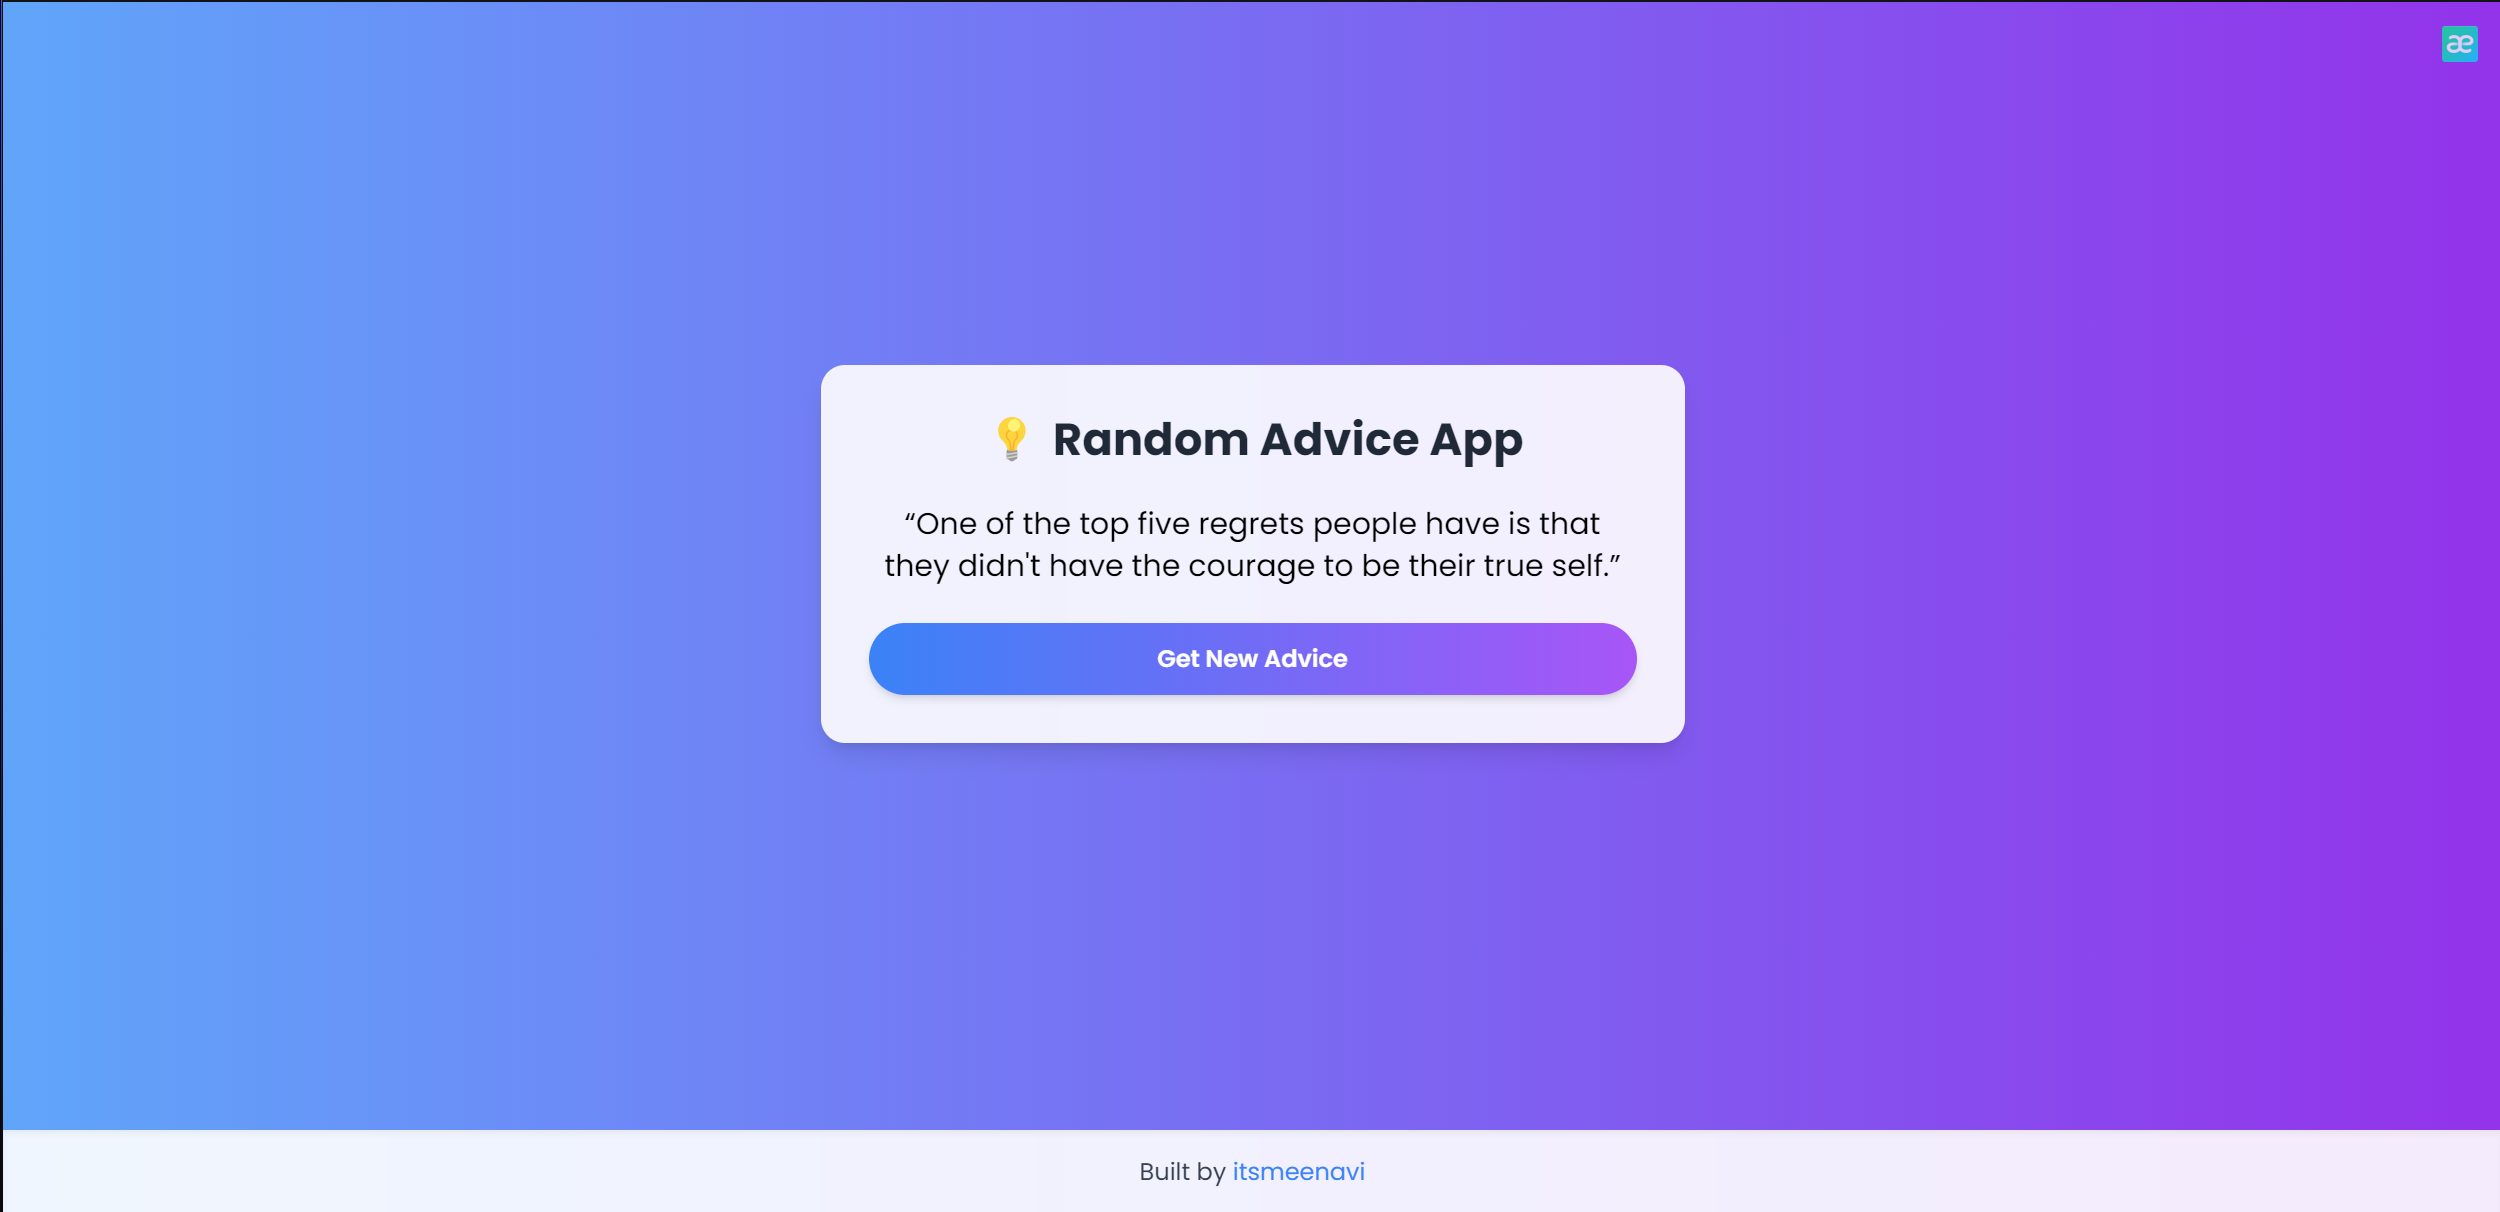 æ
💡 Random Advice App
“One of the top five regrets people have is that
they didn't have the courage to be their true self.”
Get New Advice
Built by itsmeenavi